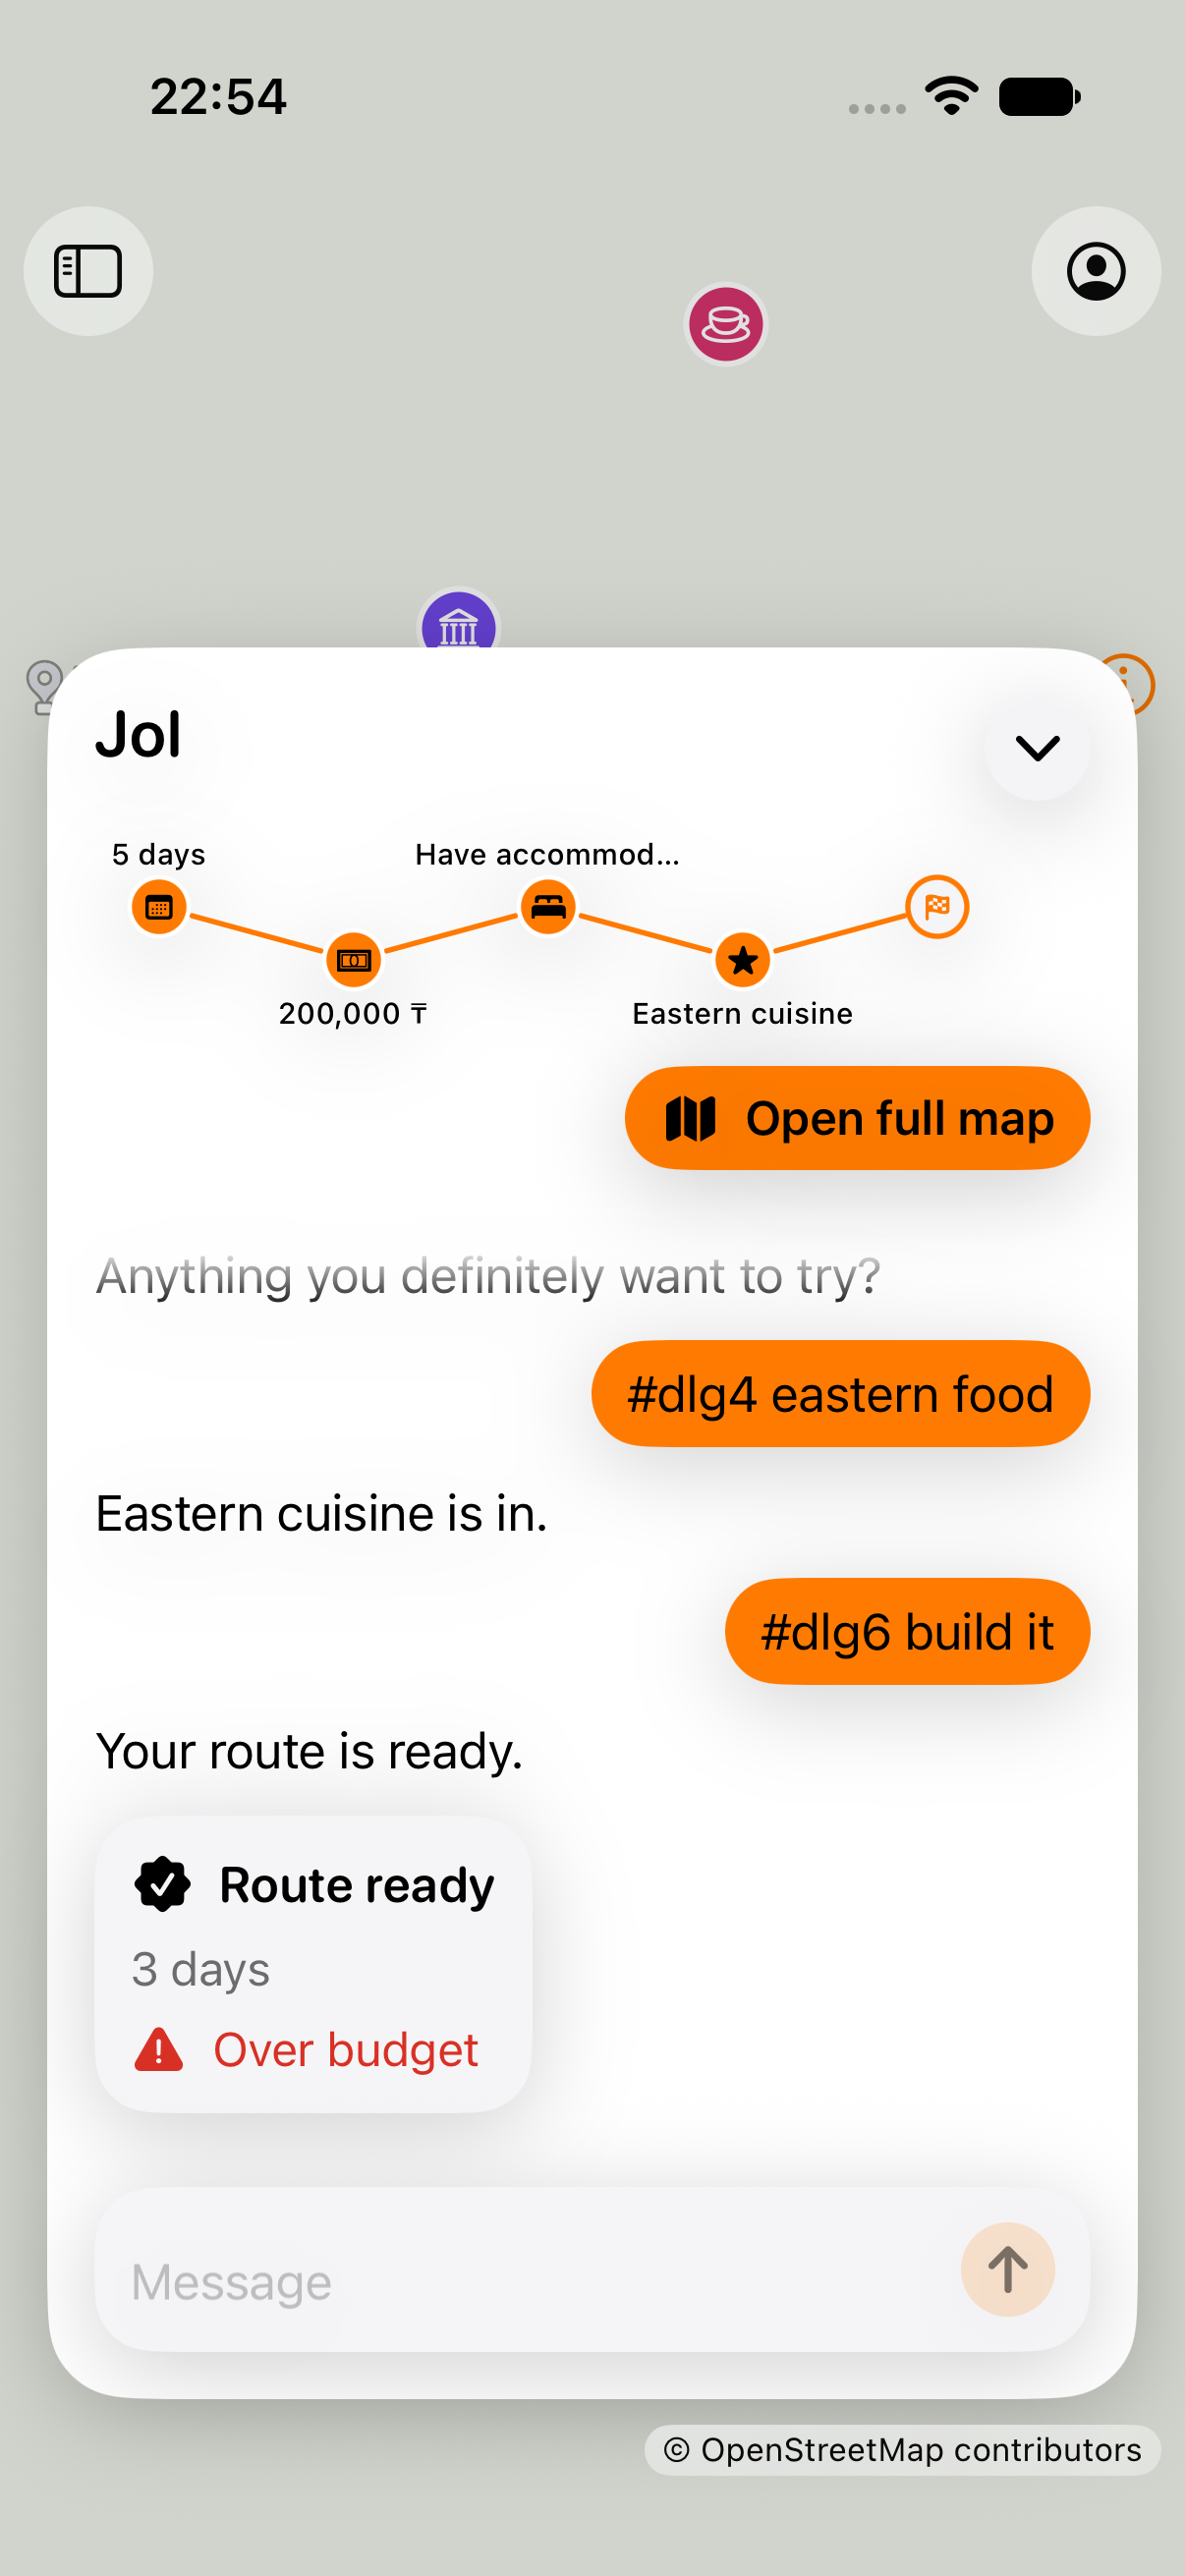 22:54
Jol
5 days
Have accommod...
200,000 ₸
Eastern cuisine
Open full map
Anything you definitely want to try?
#dlg4 eastern food
Eastern cuisine is in.
#dlg6 build it
Your route is ready.
Route ready
3 days
Over budget
Message
© OpenStreetMap contributors